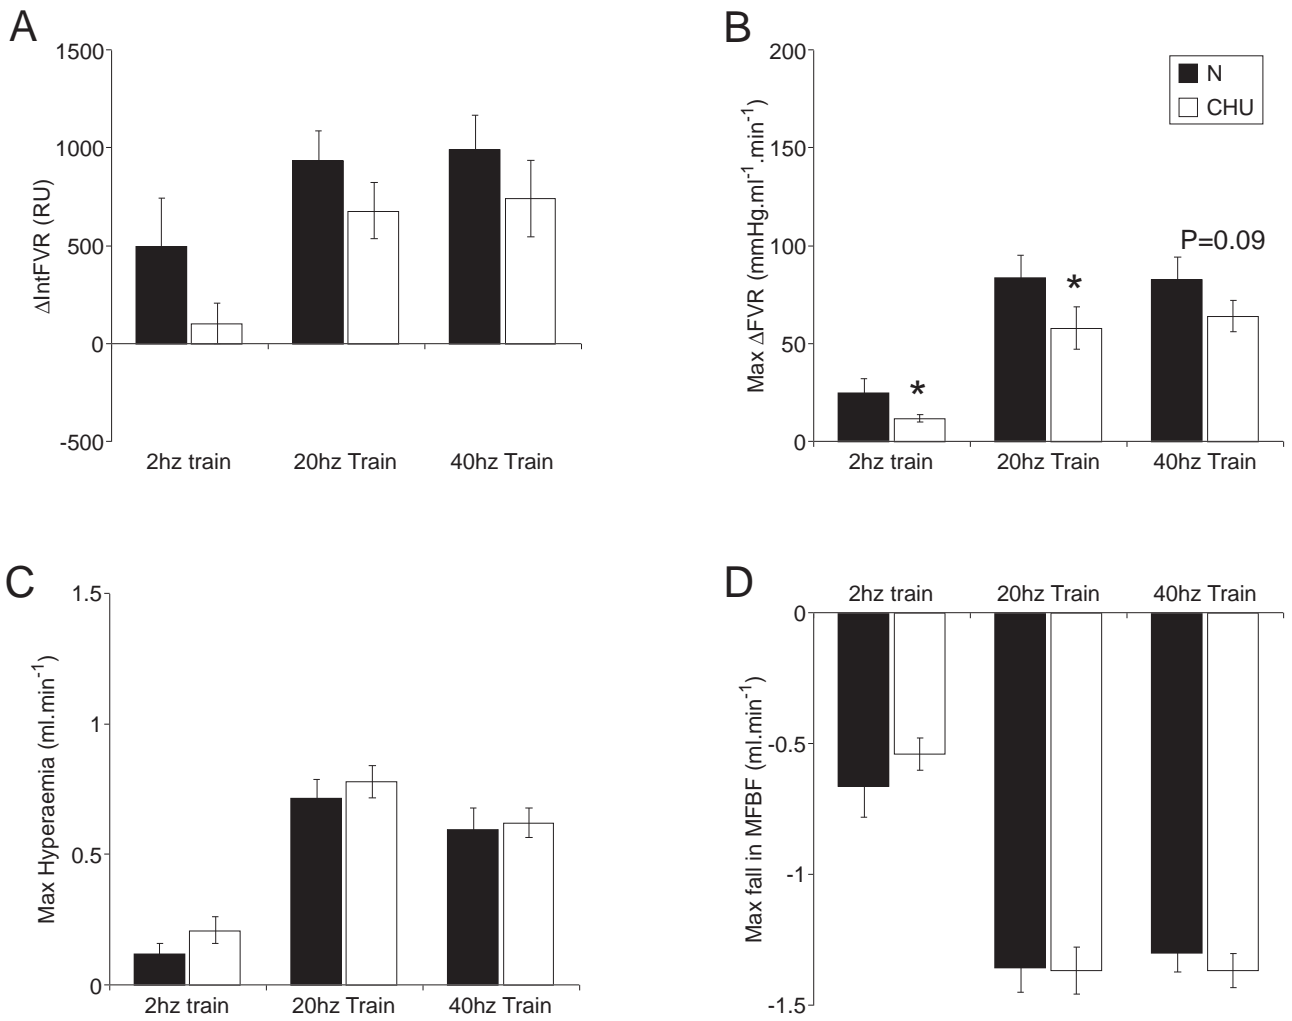 A
1500
1000
500
0
-500
ΔIntFVR (RU)
2hz train 20hz Train 40hz Train
B
200
150
100
50
0
Max ΔFVR (mmHg.ml⁻¹.min⁻¹)
N
CHU
*
*
P=0.09
2hz train 20hz Train 40hz Train
C
1.5
1
0.5
0
Max Hyperaemia (ml.min⁻¹)
2hz train 20hz Train 40hz Train
D
2hz train 20hz Train 40hz Train
0
-0.5
-1
-1.5
Max fall in MFBF (ml.min⁻¹)